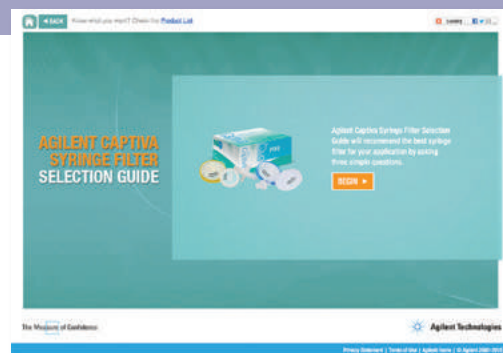 BACK
Know what you want? Check the Product List
AGILENT CAPTIVA
SYRINGE FILTER
SELECTION GUIDE
Agilent Captiva Syringe Filter Selection
Guide will recommend the best syringe
filter for your application by asking
three simple questions.
BEGIN
The Measure of Confidence
Agilent Technologies
Privacy Statement | Terms of Use | Agilent Home | © Agilent